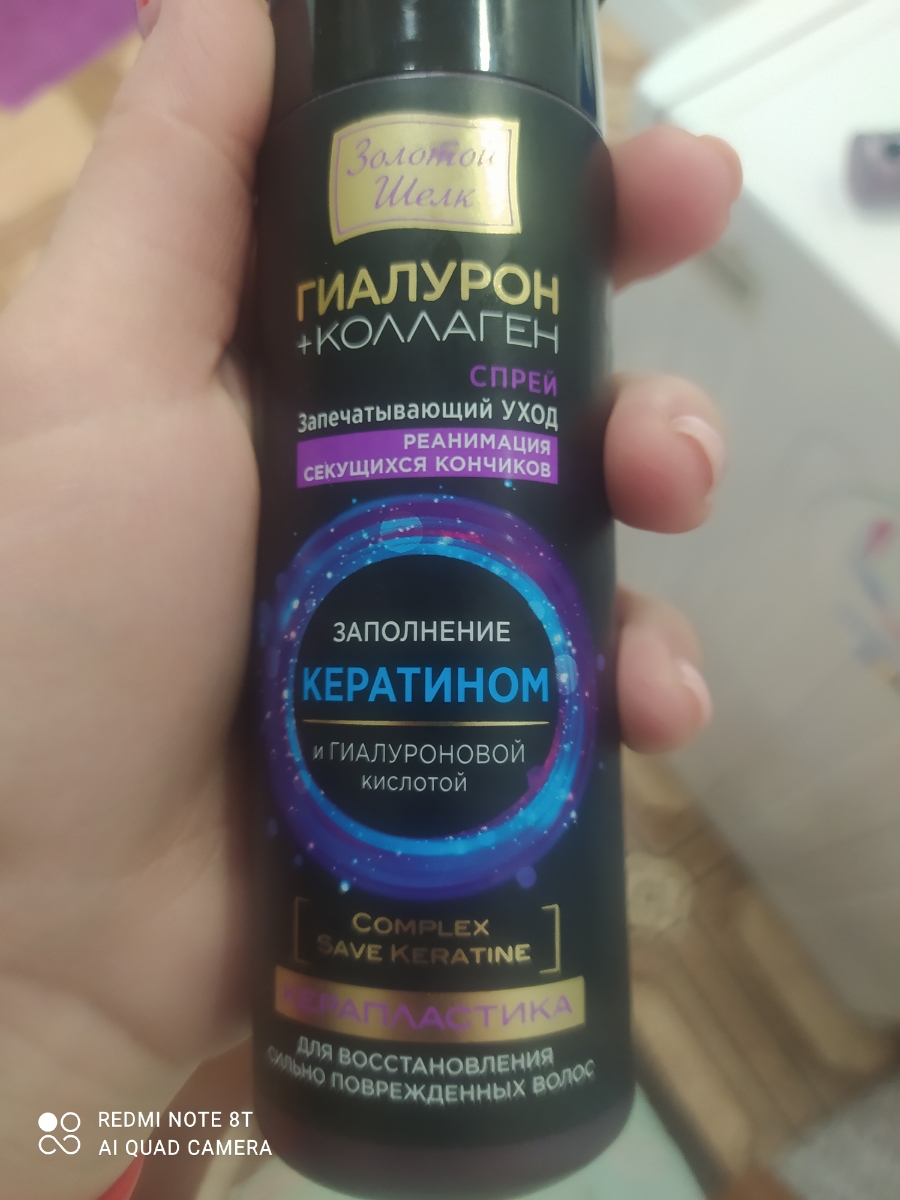 Золотой
Шелк
ГИАЛУРОН
+КОЛЛАГЕН
СПРЕЙ
Запечатывающий УХОД
РЕАНИМАЦИЯ
СЕКУЩИХСЯ КОНЧИКОВ
ЗАПОЛНЕНИЕ
КЕРАТИНОМ
и ГИАЛУРОНОВОЙ
КИСЛОТОЙ
COMPLEX
SAVE KERATINE
КЕРАПЛАСТИКА
ДЛЯ ВОССТАНОВЛЕНИЯ
СИЛЬНО ПОВРЕЖДЕННЫХ ВОЛОС
REDMI NOTE 8T
AI QUAD CAMERA